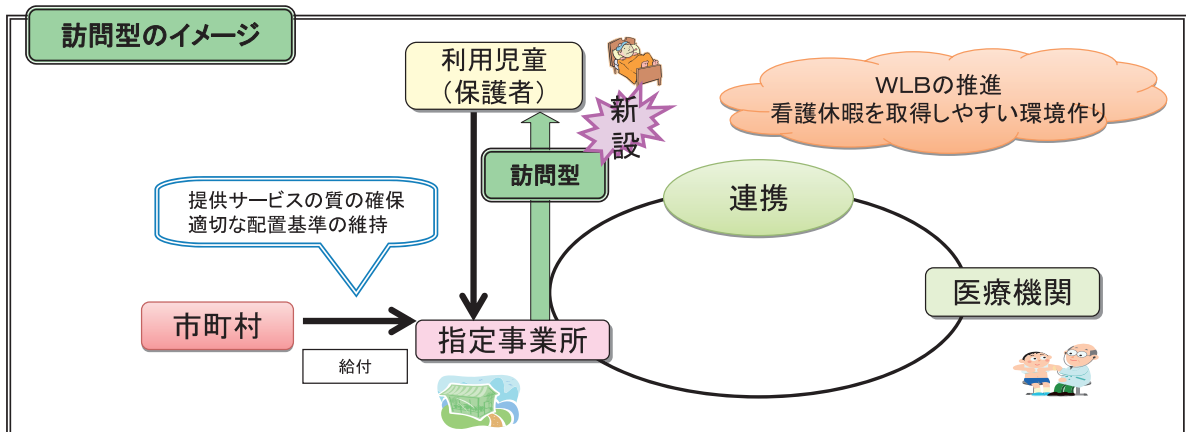 訪問型のイメージ
利用児童
（保護者）
新
設
WLBの推進
看護休暇を取得しやすい環境作り
訪問型
提供サービスの質の確保
適切な配置基準の維持
連携
医療機関
市町村
指定事業所
給付